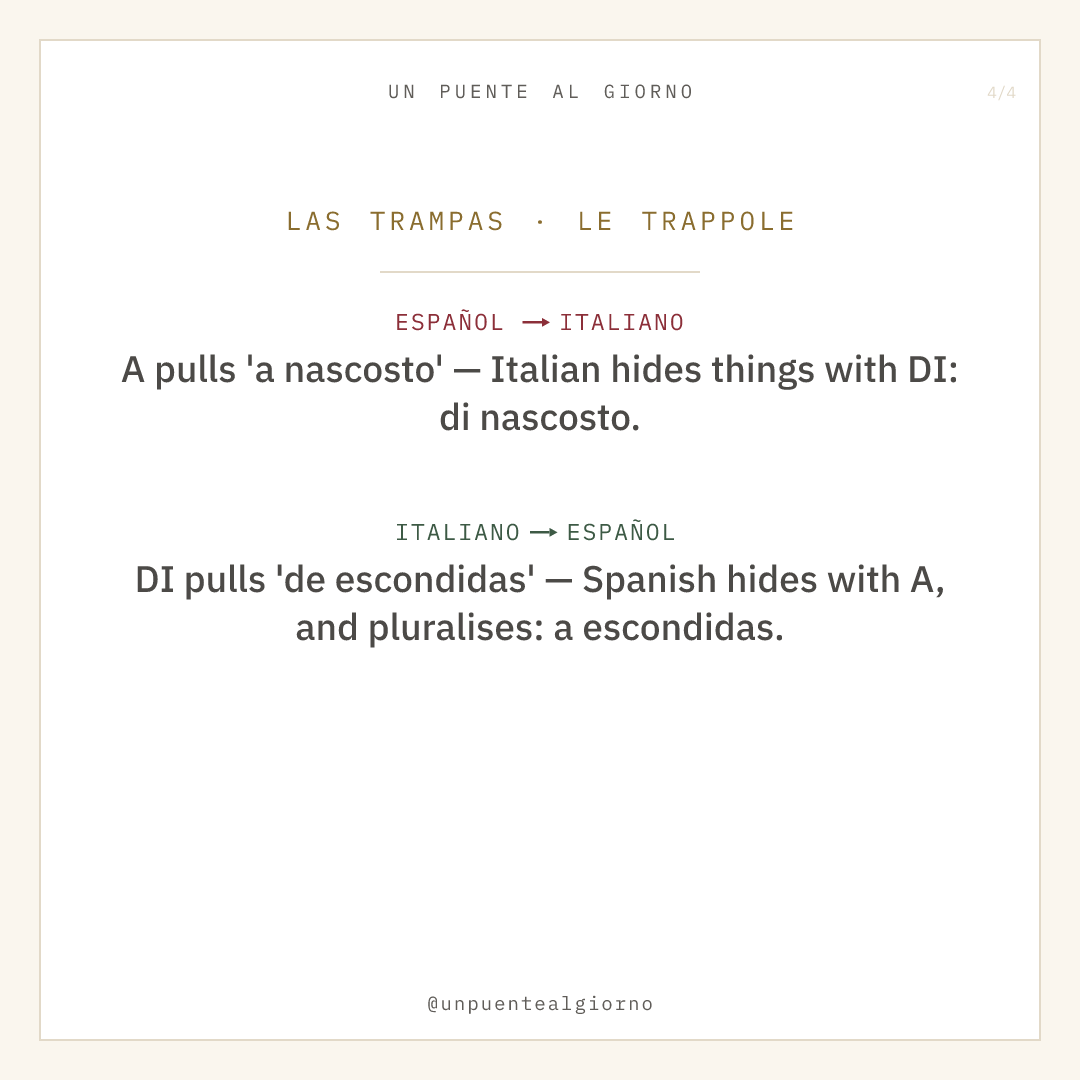 UN PUENTE AL GIORNO
4/4
LAS TRAMPAS · LE TRAPPOLE
ESPAÑOL → ITALIANO
A pulls 'a nascosto' — Italian hides things with DI:
di nascosto.
ITALIANO → ESPAÑOL
DI pulls 'de escondidas' — Spanish hides with A,
and pluralises: a escondidas.
@unpuentealgiorno